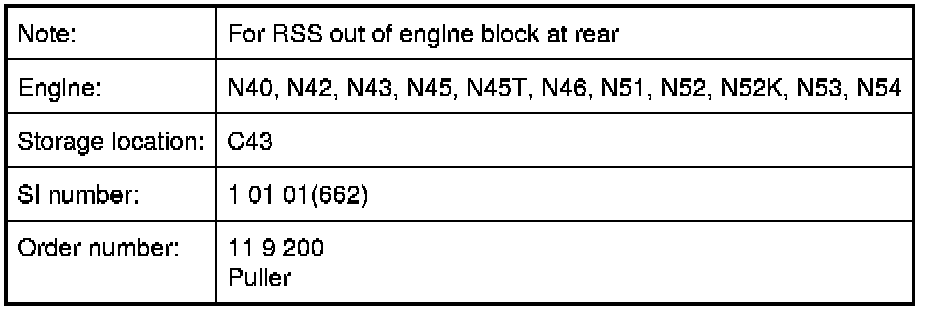 Note: For RSS out of engine block at rear
Engine: N40, N42, N43, N45, N45T, N46, N51, N52, N52K, N53, N54
Storage location: C43
SI number: 1 01 01(662)
Order number: 11 9 200
Puller